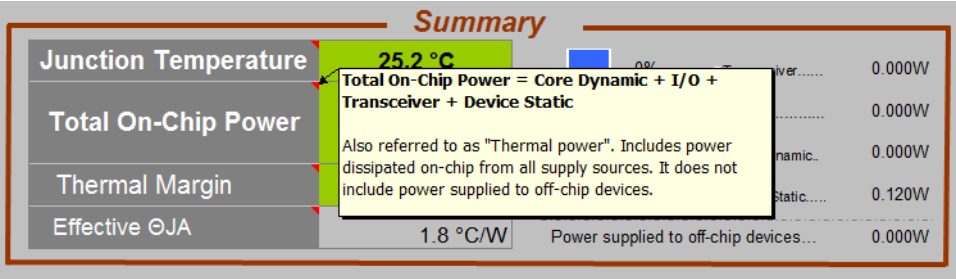 Summary
Junction Temperature 25.2 °C
0%
iver...... 0.000W
Total On-Chip Power = Core Dynamic + I/O +
Transceiver + Device Static
Also referred to as "Thermal power". Includes power
dissipated on-chip from all supply sources. It does not
include power supplied to off-chip devices.
Total On-Chip Power
............ 0.000W
namic.. 0.000W
Thermal Margin
Static..... 0.120W
Effective ΘJA 1.8 °C/W
Power supplied to off-chip devices... 0.000W